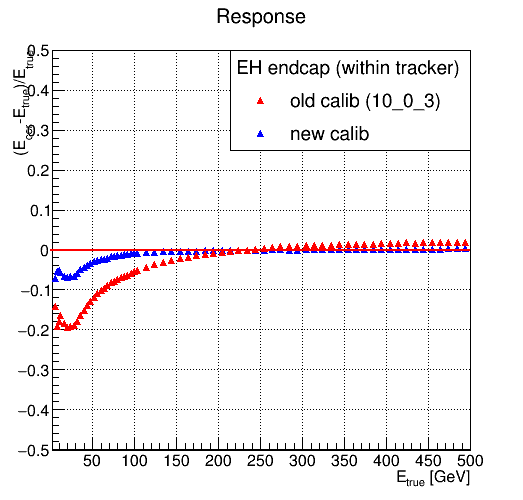 Response
(E_cor-E_true)/E_true
0.5
0.4
0.3
0.2
0.1
0
−0.1
−0.2
−0.3
−0.4
−0.5
EH endcap (within tracker)
old calib (10_0_3)
new calib
50 100 150 200 250 300 350 400 450 500
E_true [GeV]